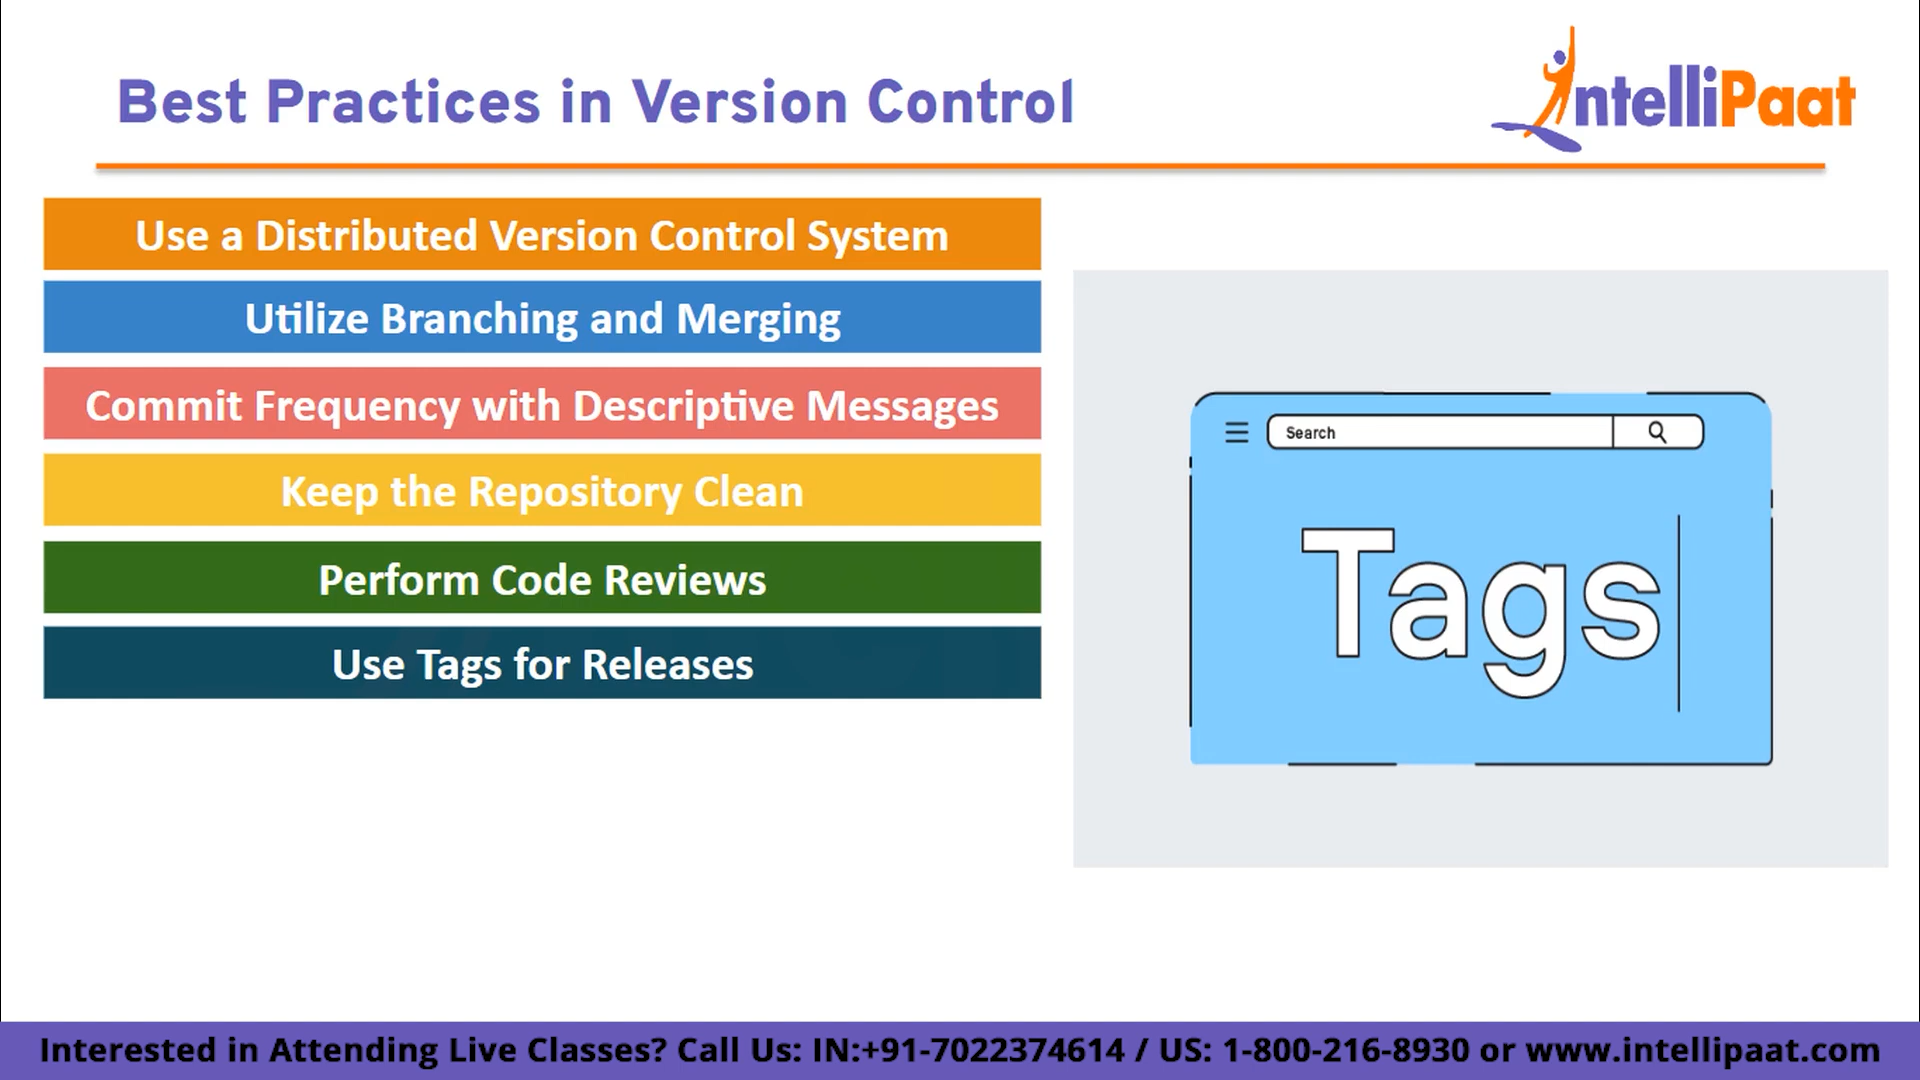 Best Practices in Version Control
IntelliPaat
Use a Distributed Version Control System
Utilize Branching and Merging
Commit Frequency with Descriptive Messages
Keep the Repository Clean
Perform Code Reviews
Use Tags for Releases
Search
Tags
Interested in Attending Live Classes? Call Us: IN:+91-7022374614 / US: 1-800-216-8930 or www.intellipaat.com